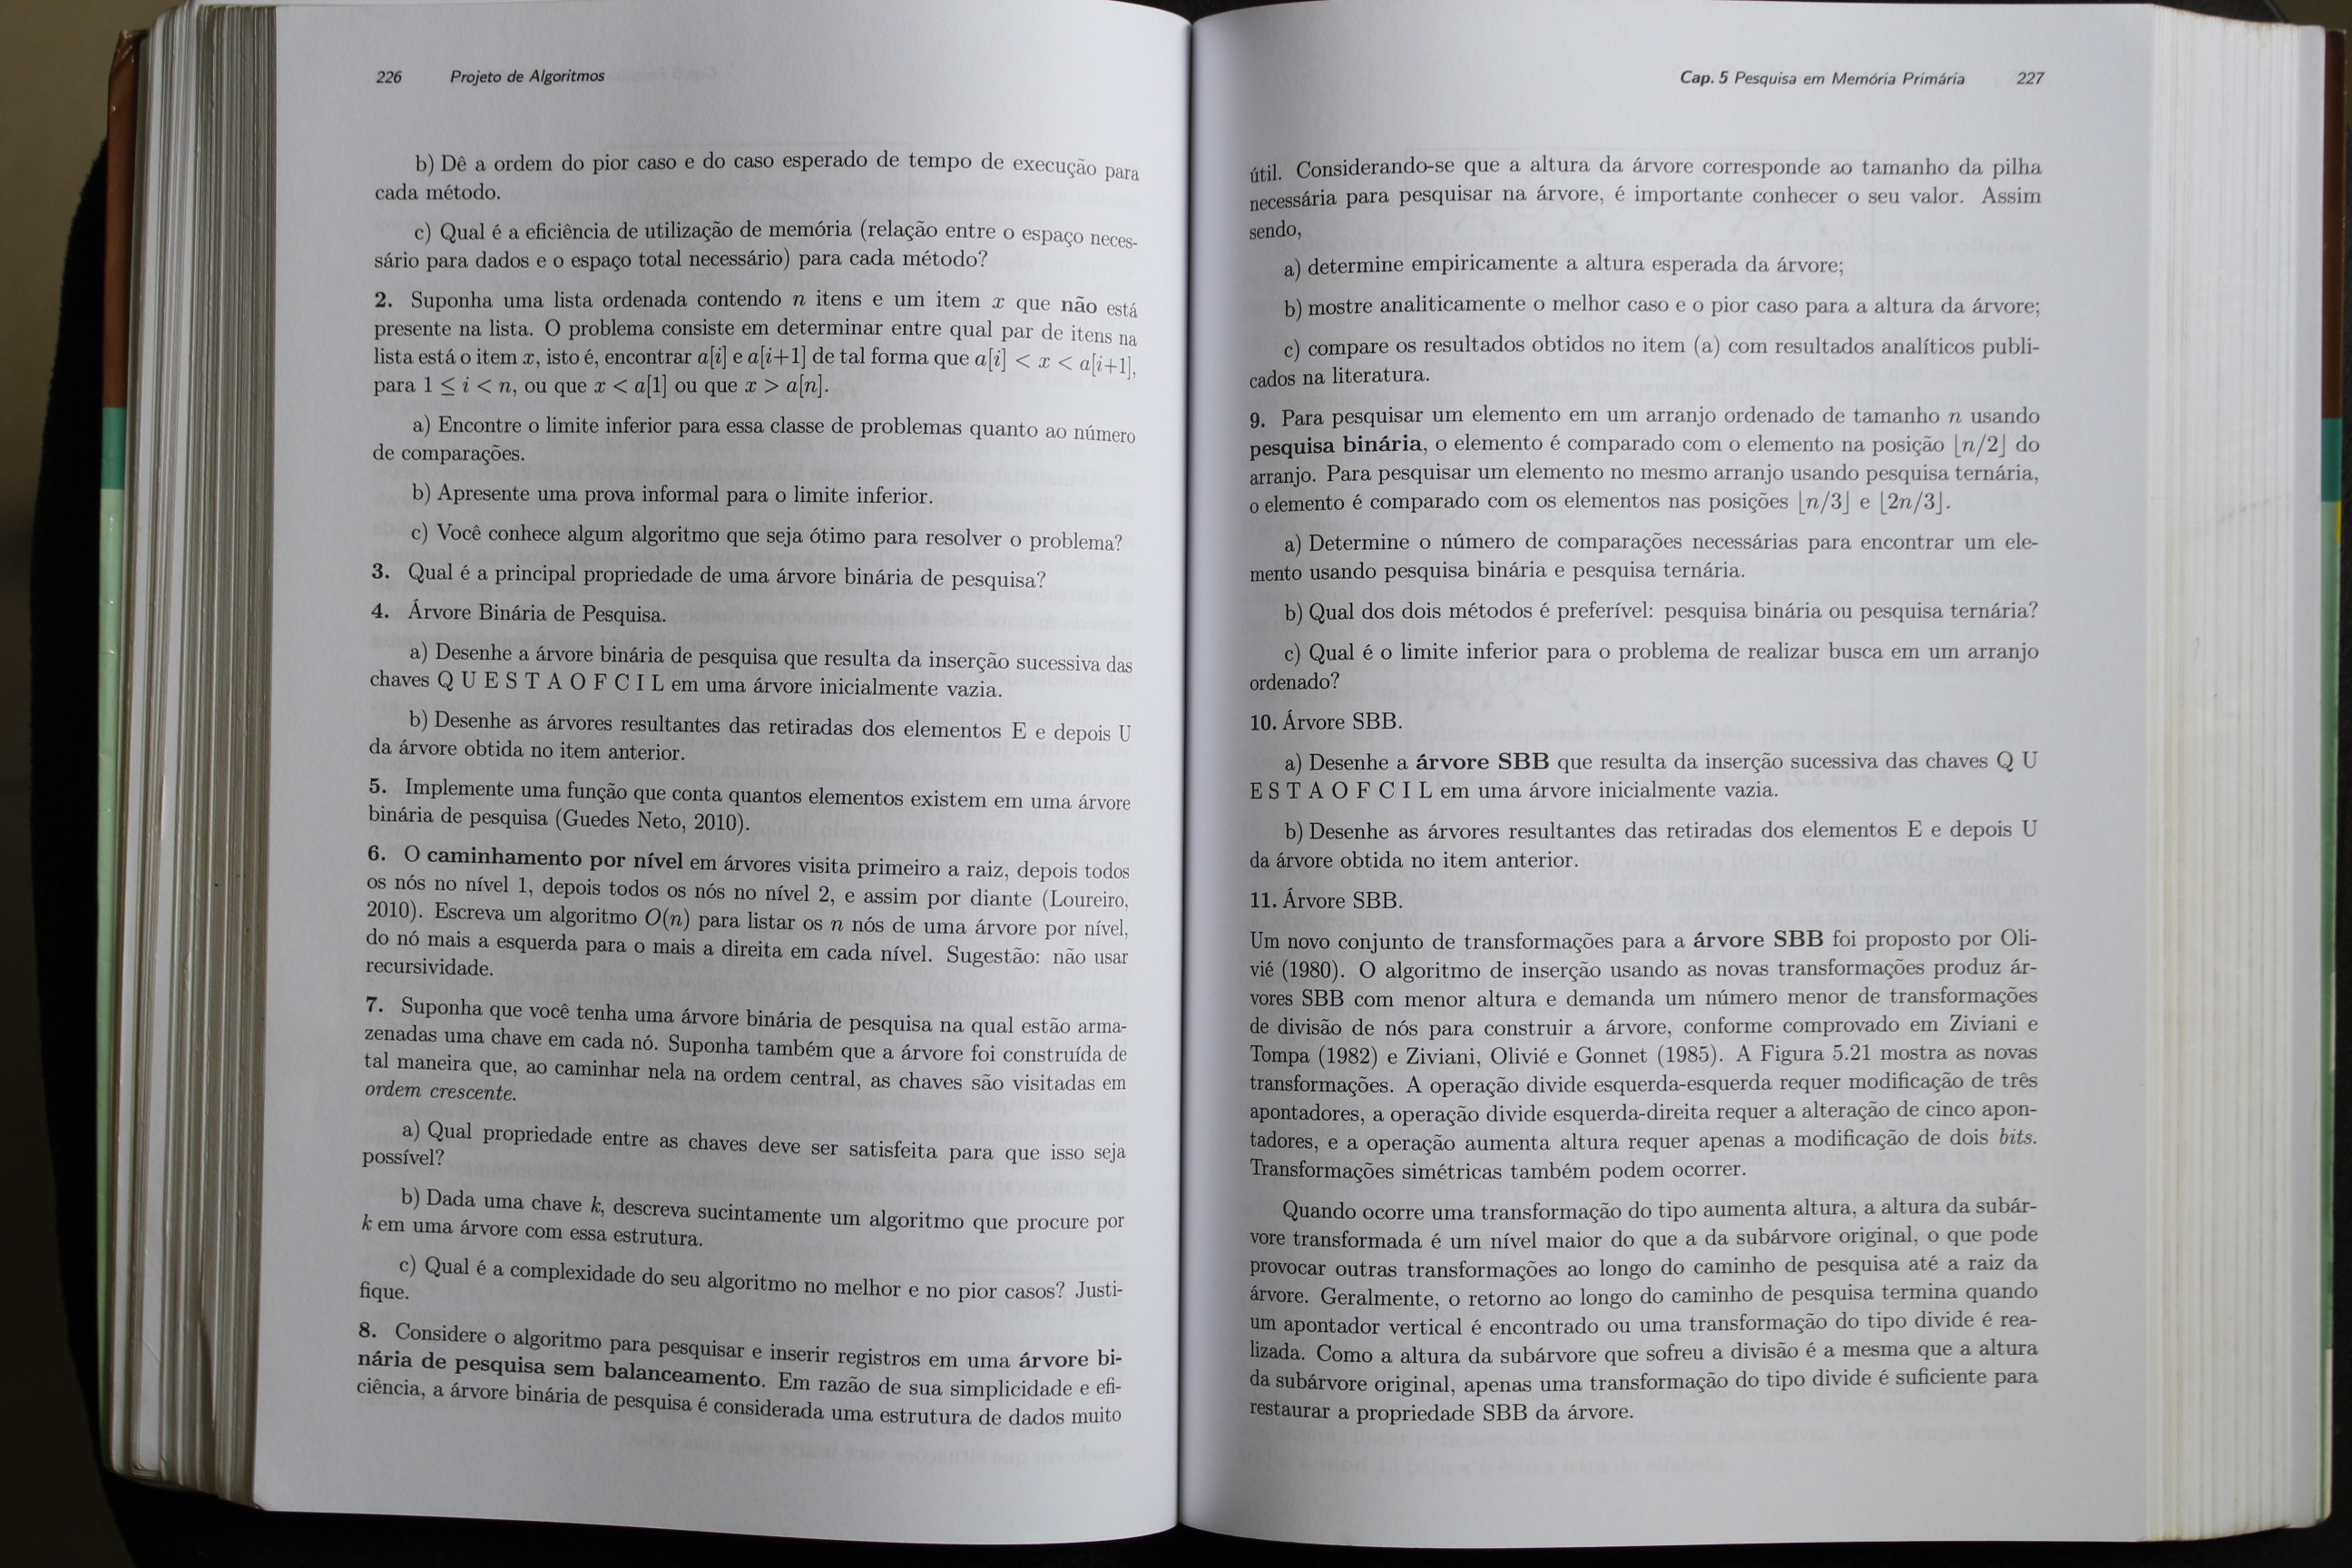 226 Projeto de Algoritmos
b) Dê a ordem do pior caso e do caso esperado de tempo de execução para
cada método.
c) Qual é a eficiência de utilização de memória (relação entre o espaço neces-
sário para dados e o espaço total necessário) para cada método?
2. Suponha uma lista ordenada contendo n itens e um item x que não está
presente na lista. O problema consiste em determinar entre qual par de itens na
lista está o item x, isto é, encontrar a[i] e a[i+1] de tal forma que a[i] < x < a[i+1],
para 1 ≤ i < n, ou que x < a[1] ou que x > a[n].
a) Encontre o limite inferior para essa classe de problemas quanto ao número
de comparações.
b) Apresente uma prova informal para o limite inferior.
c) Você conhece algum algoritmo que seja ótimo para resolver o problema?
3. Qual é a principal propriedade de uma árvore binária de pesquisa?
4. Árvore Binária de Pesquisa.
a) Desenhe a árvore binária de pesquisa que resulta da inserção sucessiva das
chaves Q U E S T A O F C I L em uma árvore inicialmente vazia.
b) Desenhe as árvores resultantes das retiradas dos elementos E e depois U
da árvore obtida no item anterior.
5. Implemente uma função que conta quantos elementos existem em uma árvore
binária de pesquisa (Guedes Neto, 2010).
6. O caminhamento por nível em árvores visita primeiro a raiz, depois todos
os nós no nível 1, depois todos os nós no nível 2, e assim por diante (Loureiro,
2010). Escreva um algoritmo O(n) para listar os n nós de uma árvore por nível,
do nó mais a esquerda para o mais a direita em cada nível. Sugestão: não usar
recursividade.
7. Suponha que você tenha uma árvore binária de pesquisa na qual estão arma-
zenadas uma chave em cada nó. Suponha também que a árvore foi construída de
tal maneira que, ao caminhar nela na ordem central, as chaves são visitadas em
ordem crescente.
a) Qual propriedade entre as chaves deve ser satisfeita para que isso seja
possível?
b) Dada uma chave k, descreva sucintamente um algoritmo que procure por
k em uma árvore com essa estrutura.
c) Qual é a complexidade do seu algoritmo no melhor e no pior casos? Justi-
fique.
8. Considere o algoritmo para pesquisar e inserir registros em uma árvore bi-
nária de pesquisa sem balanceamento. Em razão de sua simplicidade e efi-
ciência, a árvore binária de pesquisa é considerada uma estrutura de dados muito
Cap. 5 Pesquisa em Memória Primária 227
útil. Considerando-se que a altura da árvore corresponde ao tamanho da pilha
necessária para pesquisar na árvore, é importante conhecer o seu valor. Assim
sendo,
a) determine empiricamente a altura esperada da árvore;
b) mostre analiticamente o melhor caso e o pior caso para a altura da árvore;
c) compare os resultados obtidos no item (a) com resultados analíticos publi-
cados na literatura.
9. Para pesquisar um elemento em um arranjo ordenado de tamanho n usando
pesquisa binária, o elemento é comparado com o elemento na posição ⌊n/2⌋ do
arranjo. Para pesquisar um elemento no mesmo arranjo usando pesquisa ternária,
o elemento é comparado com os elementos nas posições ⌊n/3⌋ e ⌊2n/3⌋.
a) Determine o número de comparações necessárias para encontrar um ele-
mento usando pesquisa binária e pesquisa ternária.
b) Qual dos dois métodos é preferível: pesquisa binária ou pesquisa ternária?
c) Qual é o limite inferior para o problema de realizar busca em um arranjo
ordenado?
10. Árvore SBB.
a) Desenhe a árvore SBB que resulta da inserção sucessiva das chaves Q U
E S T A O F C I L em uma árvore inicialmente vazia.
b) Desenhe as árvores resultantes das retiradas dos elementos E e depois U
da árvore obtida no item anterior.
11. Árvore SBB.
Um novo conjunto de transformações para a árvore SBB foi proposto por Oli-
vié (1980). O algoritmo de inserção usando as novas transformações produz ár-
vores SBB com menor altura e demanda um número menor de transformações
de divisão de nós para construir a árvore, conforme comprovado em Ziviani e
Tompa (1982) e Ziviani, Olivié e Gonnet (1985). A Figura 5.21 mostra as novas
transformações. A operação divide esquerda-esquerda requer modificação de três
apontadores, a operação divide esquerda-direita requer a alteração de cinco apon-
tadores, e a operação aumenta altura requer apenas a modificação de dois bits.
Transformações simétricas também podem ocorrer.
Quando ocorre uma transformação do tipo aumenta altura, a altura da subár-
vore transformada é um nível maior do que a da subárvore original, o que pode
provocar outras transformações ao longo do caminho de pesquisa até a raiz da
árvore. Geralmente, o retorno ao longo do caminho de pesquisa termina quando
um apontador vertical é encontrado ou uma transformação do tipo divide é rea-
lizada. Como a altura da subárvore que sofreu a divisão é a mesma que a altura
da subárvore original, apenas uma transformação do tipo divide é suficiente para
restaurar a propriedade SBB da árvore.